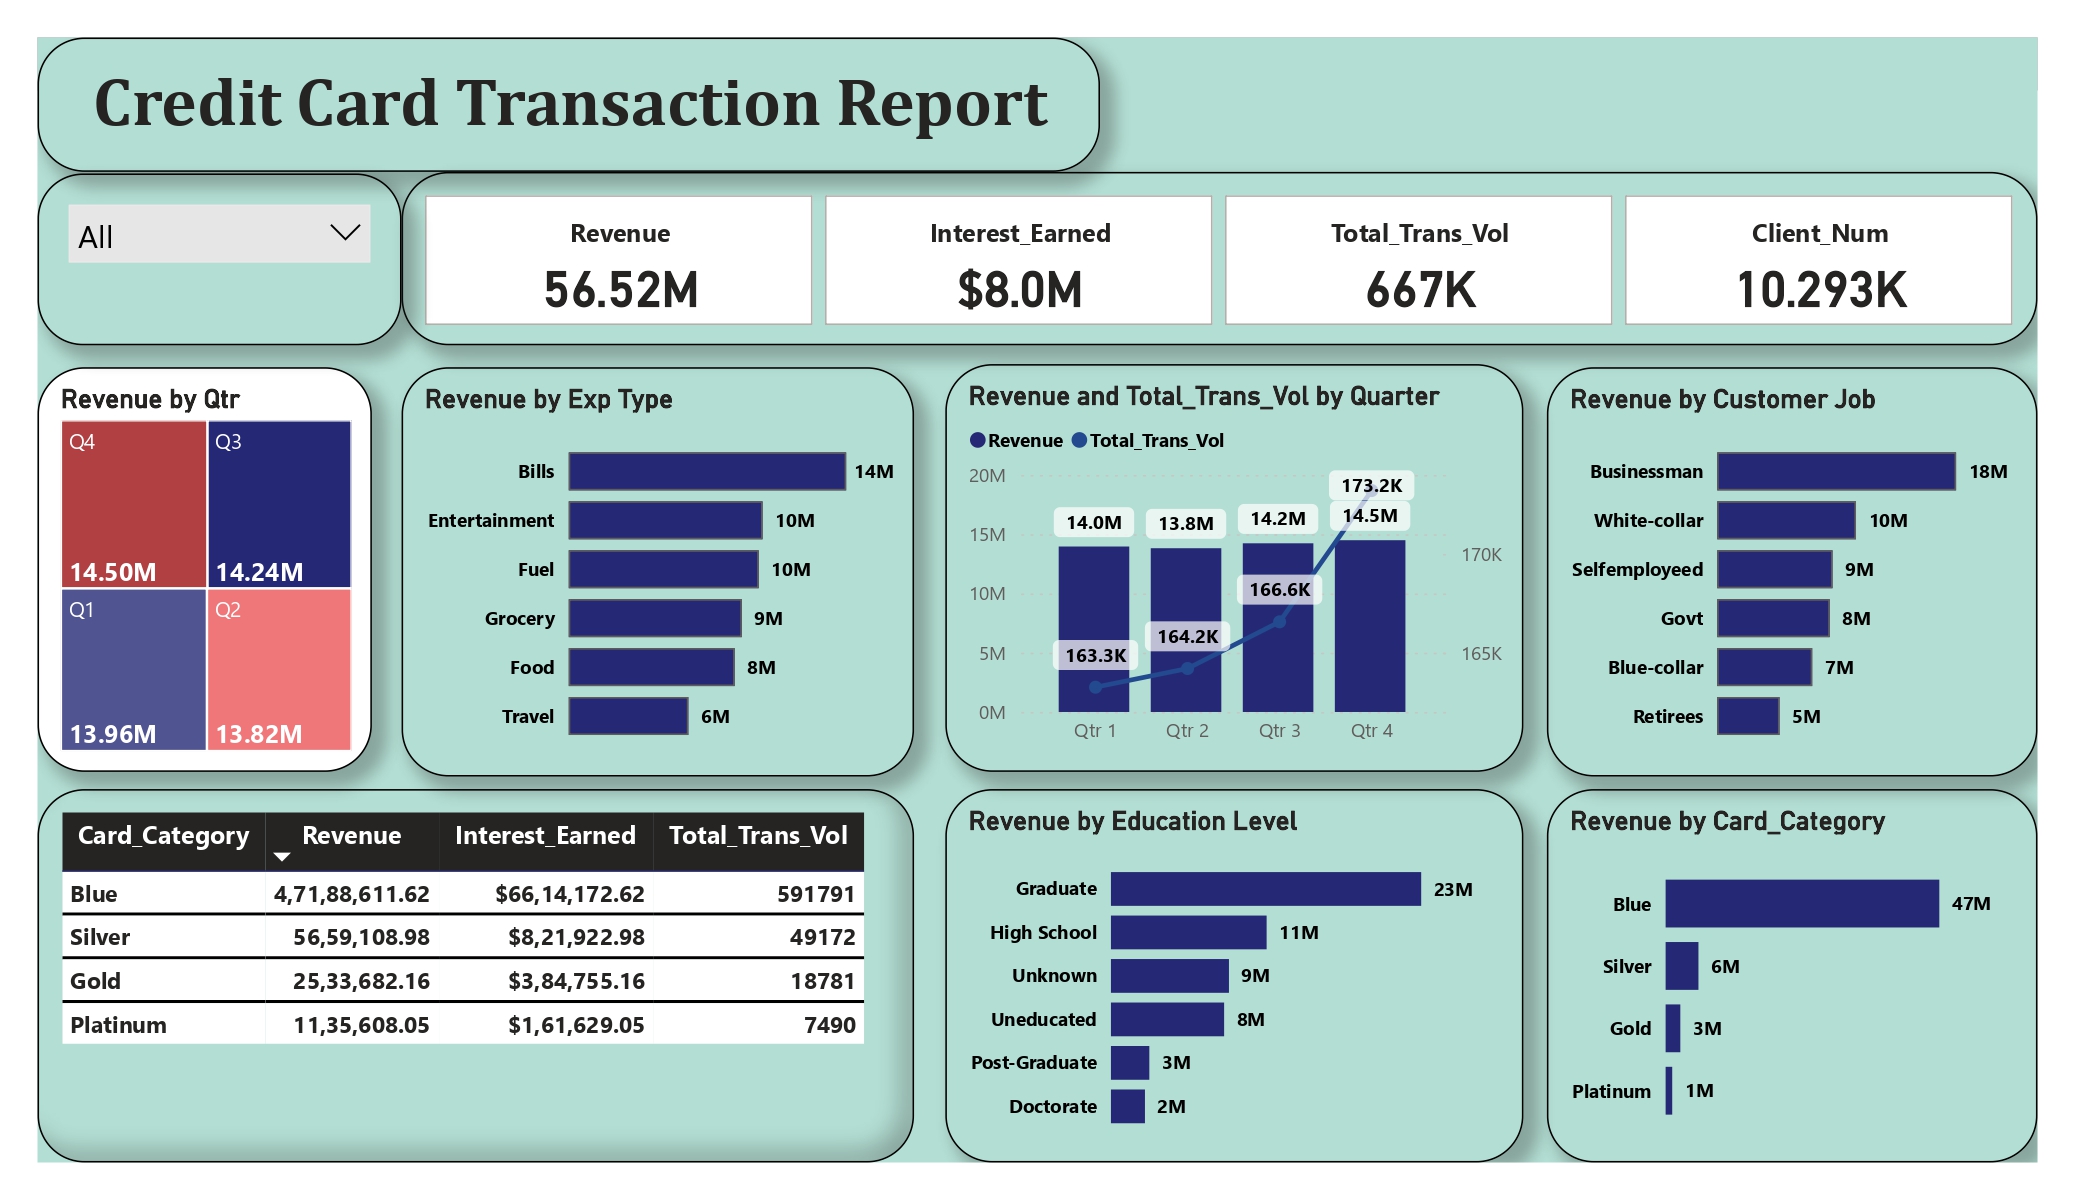 Credit Card Transaction Report
All
Revenue
56.52M
Interest_Earned
$8.0M
Total_Trans_Vol
667K
Client_Num
10.293K
Revenue by Qtr
Q4
14.50M
Q3
14.24M
Q1
13.96M
Q2
13.82M
Revenue by Exp Type
Bills 14M
Entertainment 10M
Fuel 10M
Grocery 9M
Food 8M
Travel 6M
Revenue and Total_Trans_Vol by Quarter
Revenue Total_Trans_Vol
20M
15M
10M
5M
0M
173.2K
14.0M 13.8M 14.2M 14.5M
166.6K
164.2K
163.3K
170K
165K
Qtr 1 Qtr 2 Qtr 3 Qtr 4
Revenue by Customer Job
Businessman 18M
White-collar 10M
Selfemployeed 9M
Govt 8M
Blue-collar 7M
Retirees 5M
Card_Category Revenue Interest_Earned Total_Trans_Vol
Blue 4,71,88,611.62 $66,14,172.62 591791
Silver 56,59,108.98 $8,21,922.98 49172
Gold 25,33,682.16 $3,84,755.16 18781
Platinum 11,35,608.05 $1,61,629.05 7490
Revenue by Education Level
Graduate 23M
High School 11M
Unknown 9M
Uneducated 8M
Post-Graduate 3M
Doctorate 2M
Revenue by Card_Category
Blue 47M
Silver 6M
Gold 3M
Platinum 1M